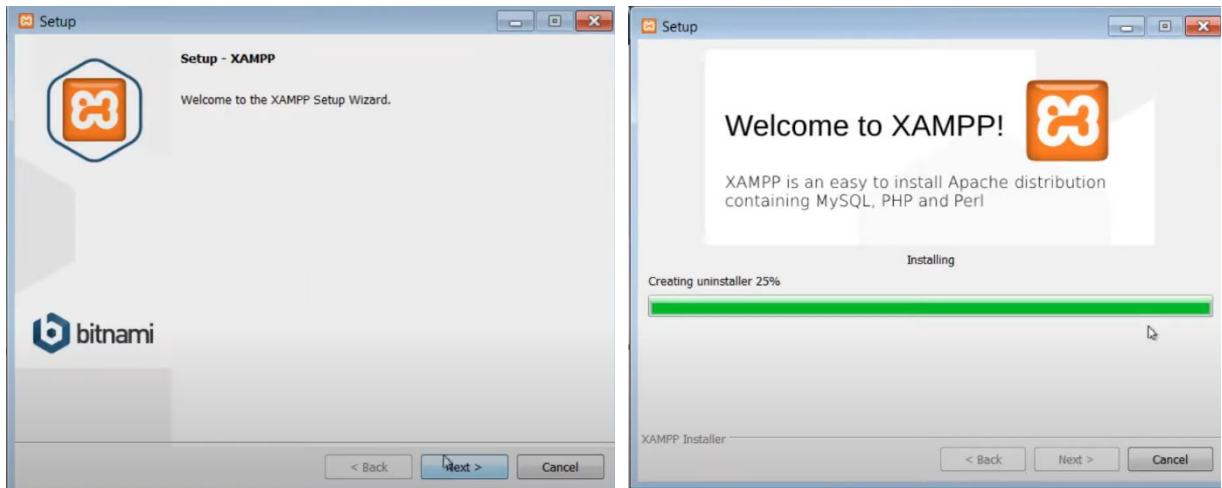 Setup
Setup - XAMPP
Welcome to the XAMPP Setup Wizard.
bitnami
< Back
Next >
Cancel
Setup
Welcome to XAMPP!
XAMPP is an easy to install Apache distribution
containing MySQL, PHP and Perl
Installing
Creating uninstaller 25%
XAMPP Installer
< Back
Next >
Cancel